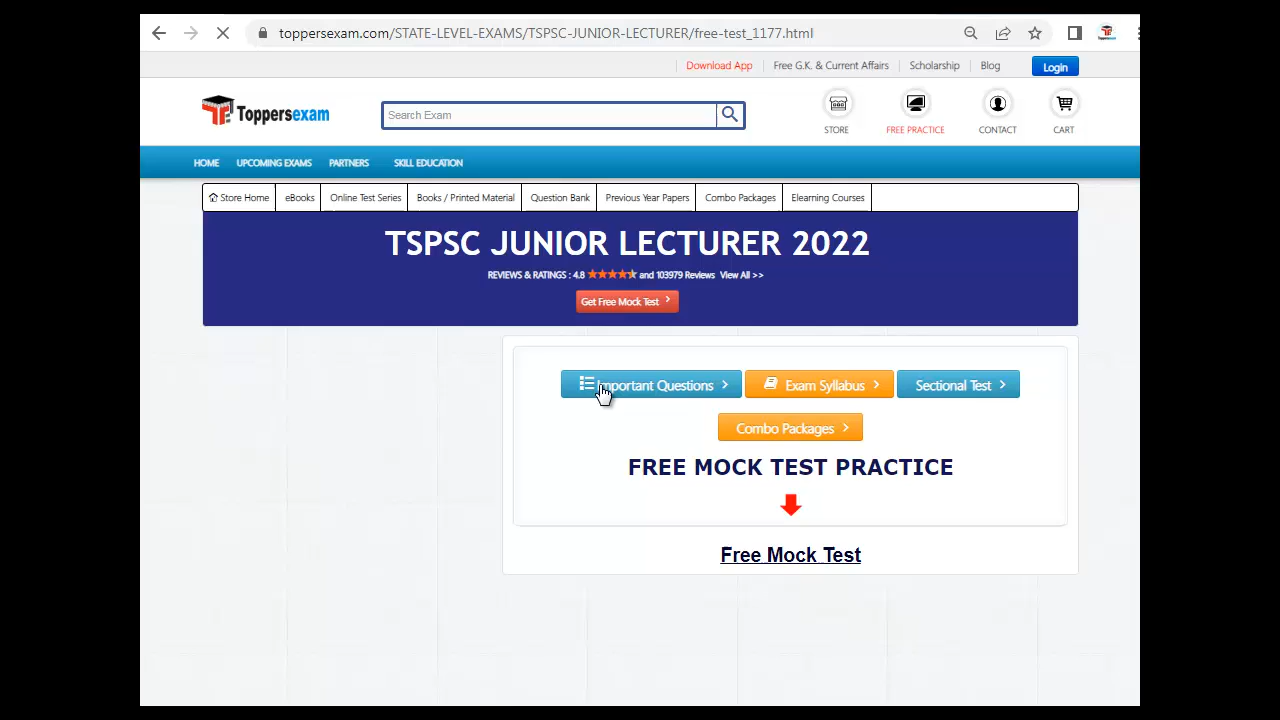 toppersexam.com/STATE-LEVEL-EXAMS/TSPSC-JUNIOR-LECTURER/free-test_1177.html
Download App Free G.K. & Current Affairs Scholarship Blog Login
Toppersexam Search Exam
STORE FREE PRACTICE CONTACT CART
HOME UPCOMING EXAMS PARTNERS SKILL EDUCATION
Store Home eBooks Online Test Series Books / Printed Material Question Bank Previous Year Papers Combo Packages Elearning Courses
TSPSC JUNIOR LECTURER 2022
REVIEWS & RATINGS : 4.8 and 103979 Reviews View All >>
Get Free Mock Test
Important Questions Exam Syllabus Sectional Test
Combo Packages
FREE MOCK TEST PRACTICE
Free Mock Test